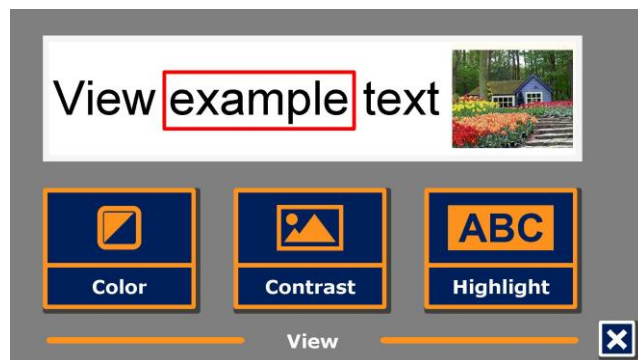 View example text
ABC
Color Contrast Highlight
View